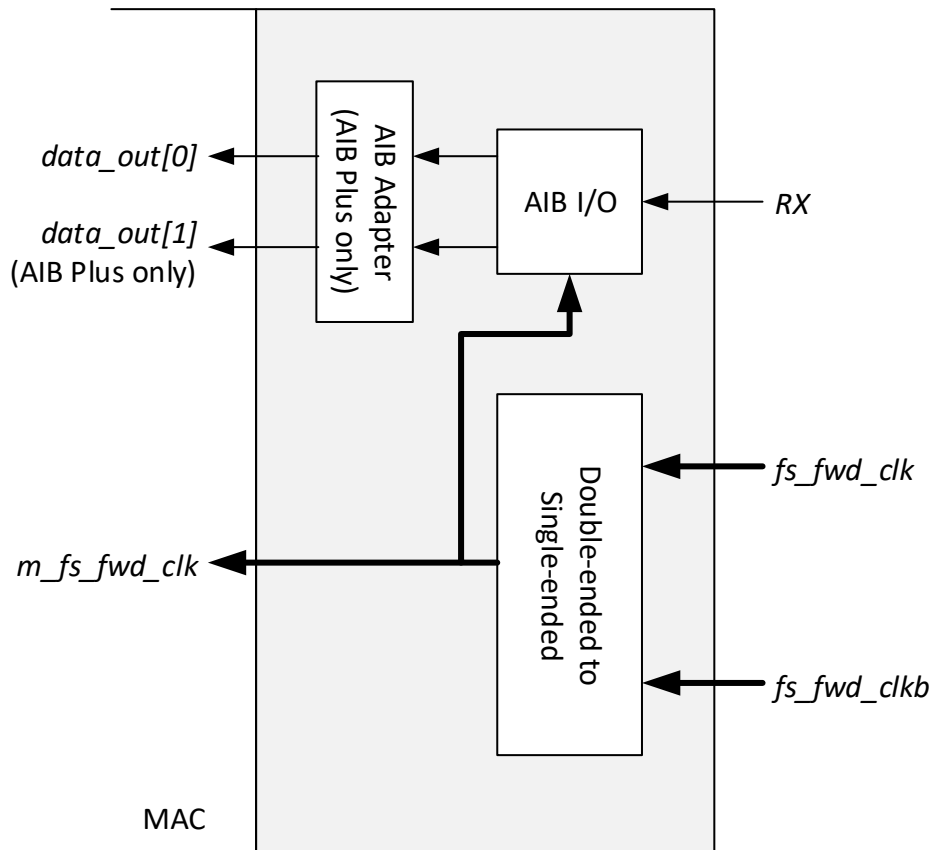 data_out[0]
data_out[1]
(AIB Plus only)
AIB Adapter
(AIB Plus only)
AIB I/O
RX
m_fs_fwd_clk
Double-ended to
Single-ended
fs_fwd_clk
fs_fwd_clkb
MAC